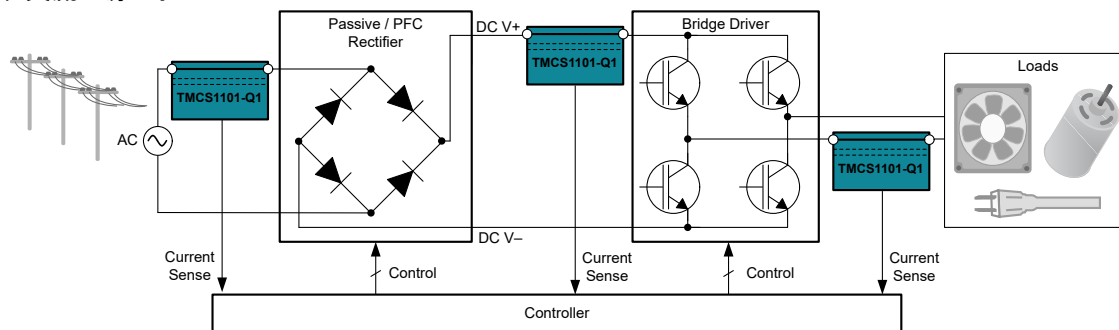 Passive / PFC
Rectifier
DC V+
Bridge Driver
Loads
TMCS1101-Q1
TMCS1101-Q1
TMCS1101-Q1
AC
DC V–
Current
Sense
Control
Current
Sense
Control
Current
Sense
Controller